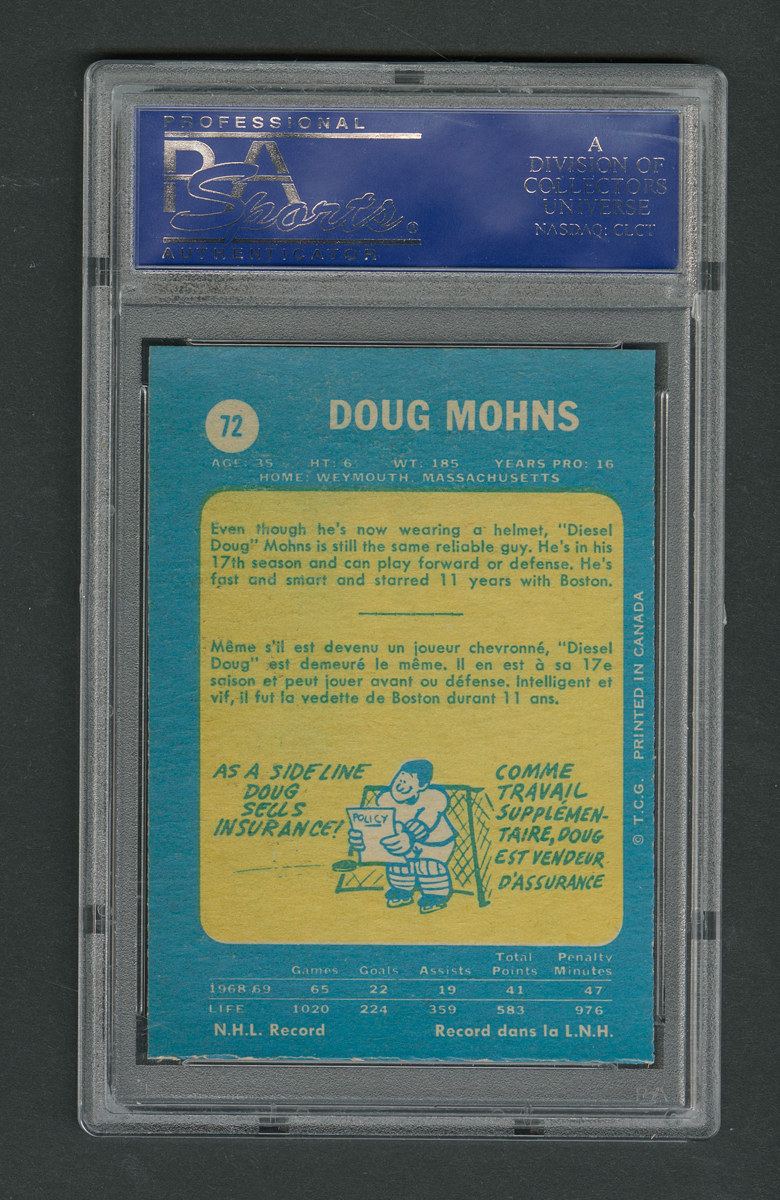 PROFESSIONAL
PSA
Sports®
AUTHENTICATOR
A
DIVISION OF
COLLECTORS
UNIVERSE
NASDAQ: CLCT
72
DOUG MOHNS
AGE: 35 HT: 6 WT: 185 YEARS PRO: 16
HOME: WEYMOUTH, MASSACHUSETTS
Even though he's now wearing a helmet, "Diesel
Doug" Mohns is still the same reliable guy. He's in his
17th season and can play forward or defense. He's
fast and smart and starred 11 years with Boston.
Même s'il est devenu un joueur chevronné, "Diesel
Doug" est demeuré le même. Il en est à sa 17e
saison et peut jouer avant ou défense. Intelligent et
vif, il fut la vedette de Boston durant 11 ans.
AS A SIDELINE
DOUG
SELLS
INSURANCE!
POLICY
COMME
TRAVAIL
SUPPLÉMEN-
TAIRE, DOUG
EST VENDEUR
D'ASSURANCE
© T.C.G. PRINTED IN CANADA
Games Goals Assists Total Points Penalty Minutes
1968-69 65 22 19 41 47
LIFE 1020 224 359 583 976
N.H.L. Record Record dans la L.N.H.
PSA